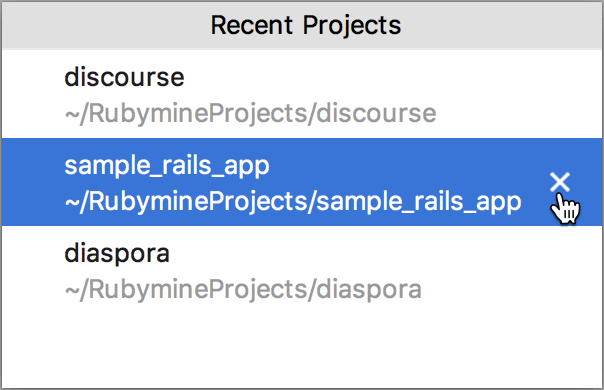 Recent Projects
discourse
~/RubymineProjects/discourse
sample_rails_app
~/RubymineProjects/sample_rails_app
diaspora
~/RubymineProjects/diaspora